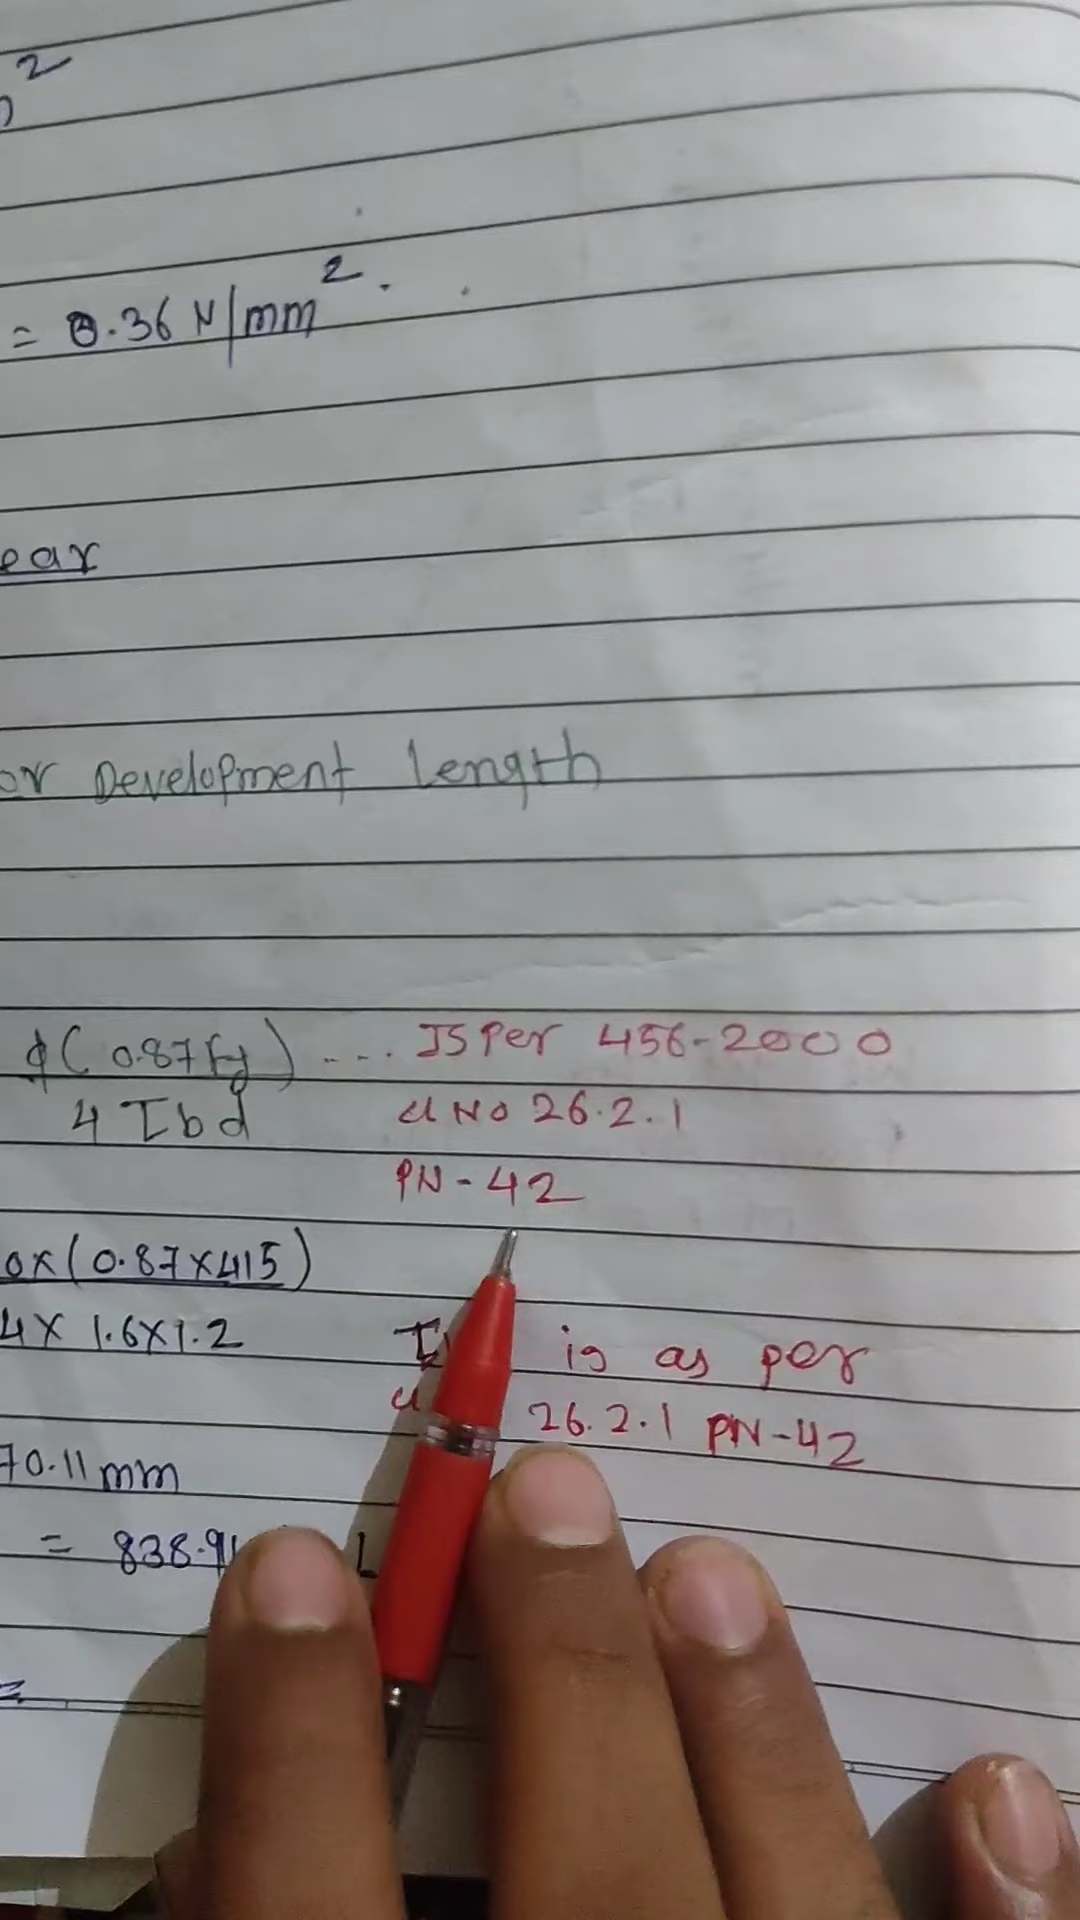 2
= 0.36 N/mm².
ear
or Development Length
ϕ(0.87Fy) .... IS Per 456-2000
4 τbd cl No 26.2.1
PN-42
0x(0.87x415)
4x 1.6x1.2
is as per
26.2.1 PN-42
70.11 mm
= 838.91